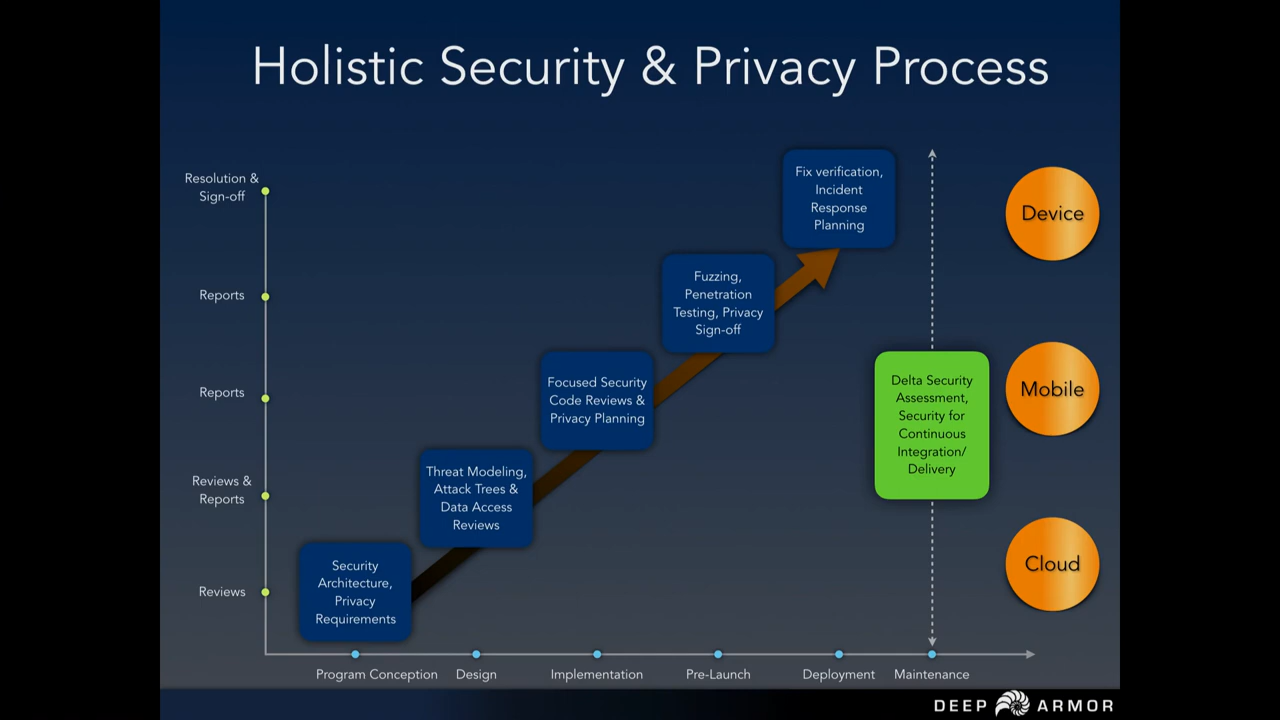 Holistic Security & Privacy Process
Resolution &
Sign-off
Reports
Reports
Reviews &
Reports
Reviews
Fix verification,
Incident
Response
Planning
Fuzzing,
Penetration
Testing, Privacy
Sign-off
Focused Security
Code Reviews &
Privacy Planning
Threat Modeling,
Attack Trees &
Data Access
Reviews
Security
Architecture,
Privacy
Requirements
Delta Security
Assessment,
Security for
Continuous
Integration/
Delivery
Device
Mobile
Cloud
Program Conception
Design
Implementation
Pre-Launch
Deployment
Maintenance
DEEP ARMOR